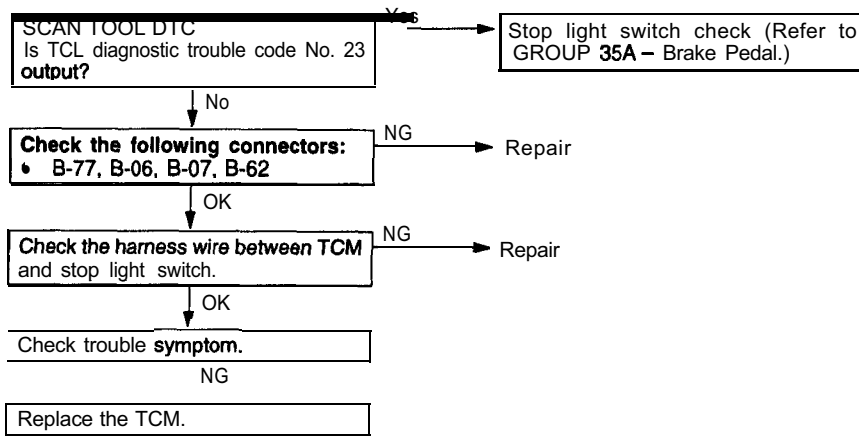 Yes
SCAN TOOL DTC
Is TCL diagnostic trouble code No. 23
output?
Stop light switch check (Refer to
GROUP 35A – Brake Pedal.)
No
Check the following connectors:
• B-77, B-06, B-07, B-62
NG
Repair
OK
Check the harness wire between TCM
and stop light switch.
NG
Repair
OK
Check trouble symptom.
NG
Replace the TCM.